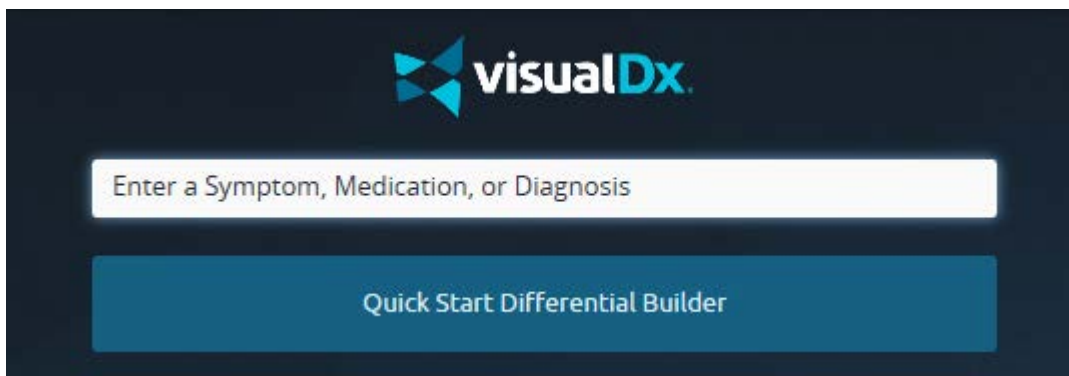 visualDx.
Enter a Symptom, Medication, or Diagnosis
Quick Start Differential Builder